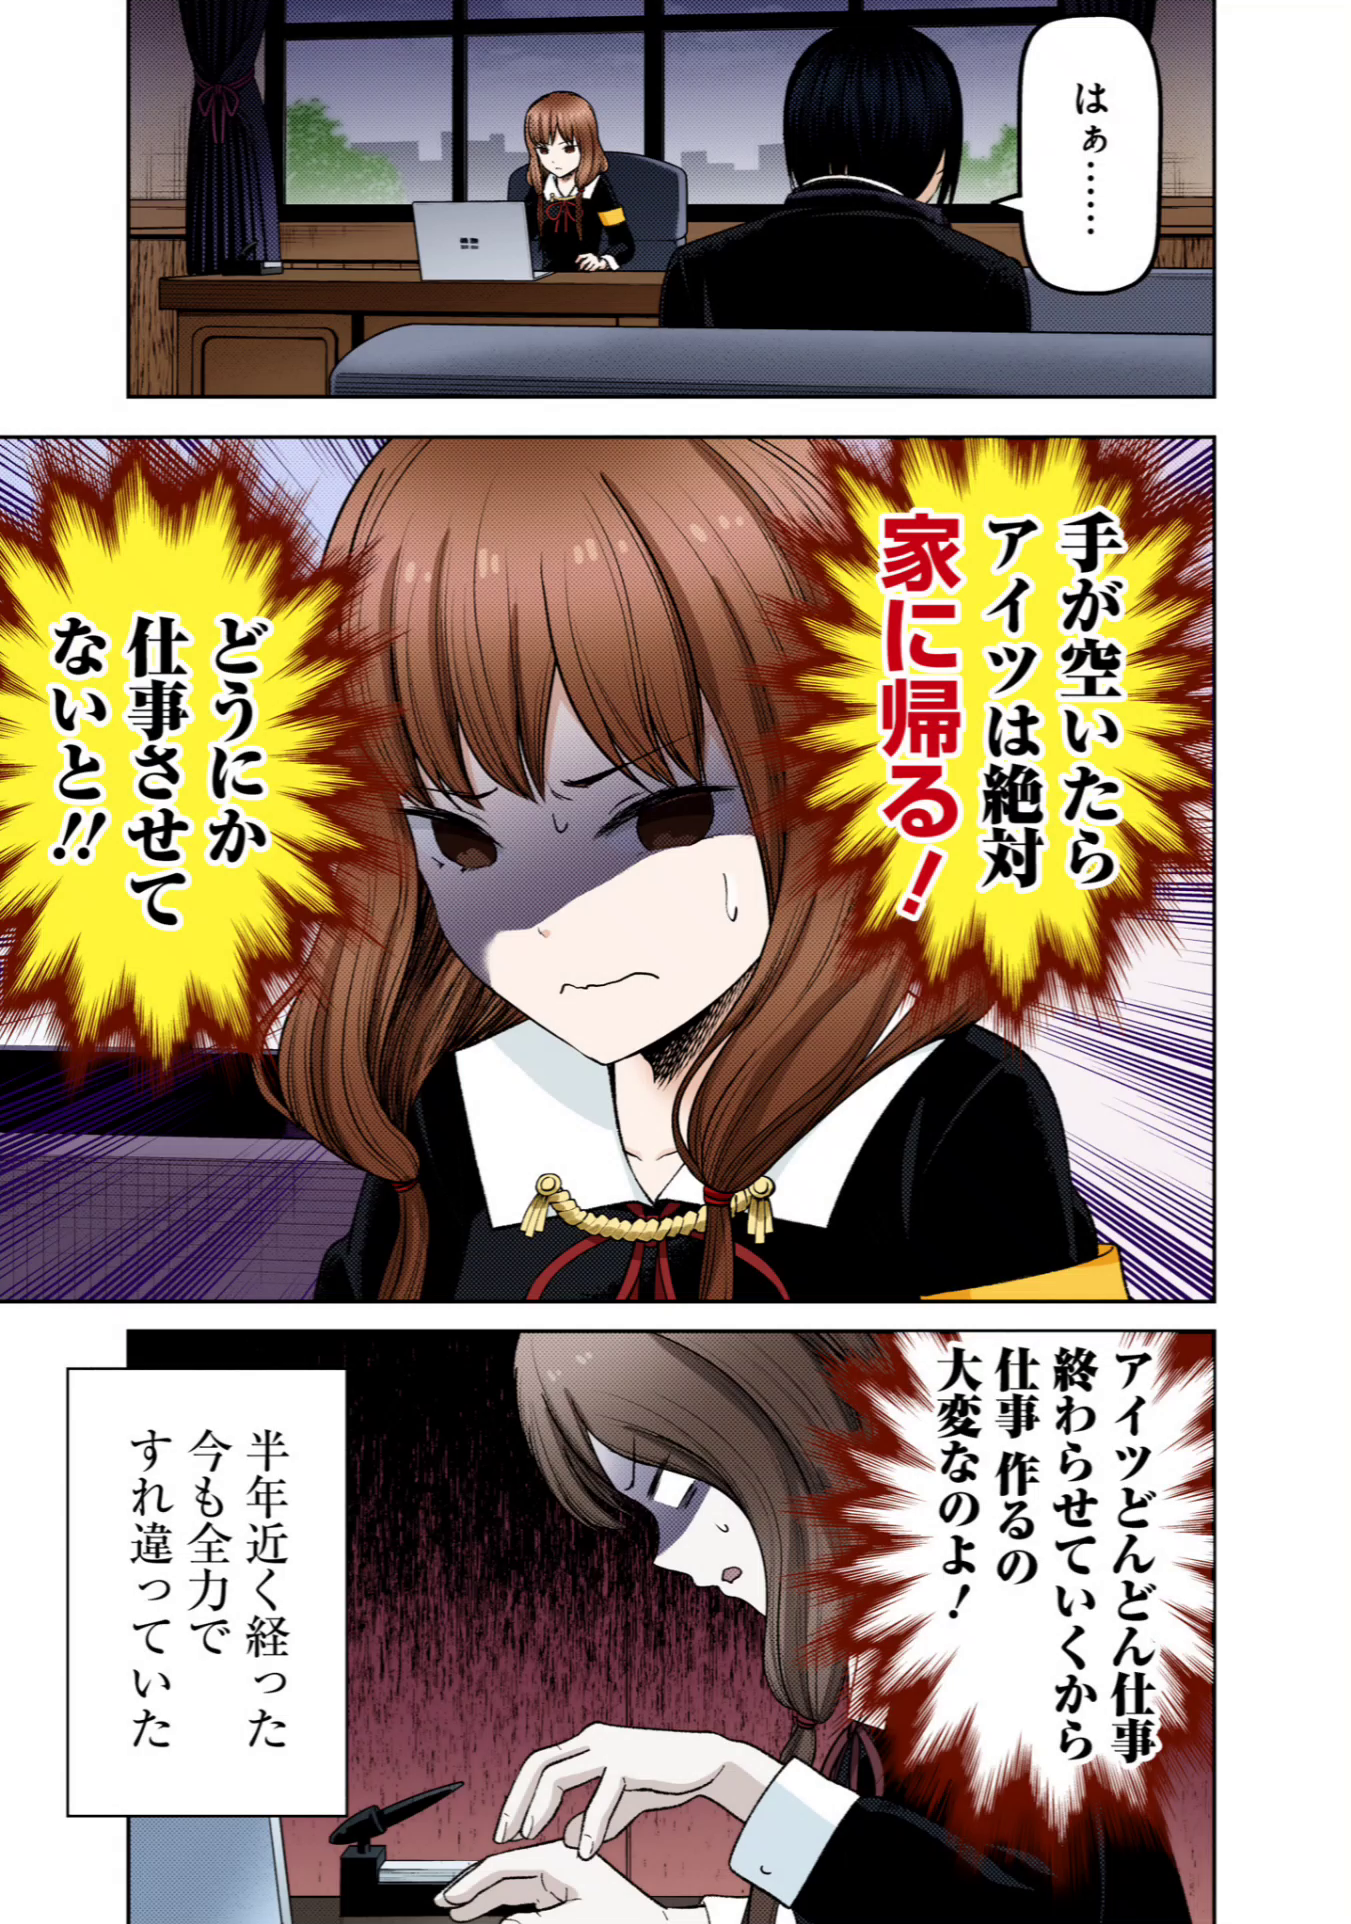 はぁ……
手が空いたら
アイツは絶対
家に帰る！
どうにか
仕事させて
ないと!!
アイツどんどん仕事
終わらせていくから
仕事 作るの
大変なのよ！
半年近く経った
今も全力で
すれ違っていた